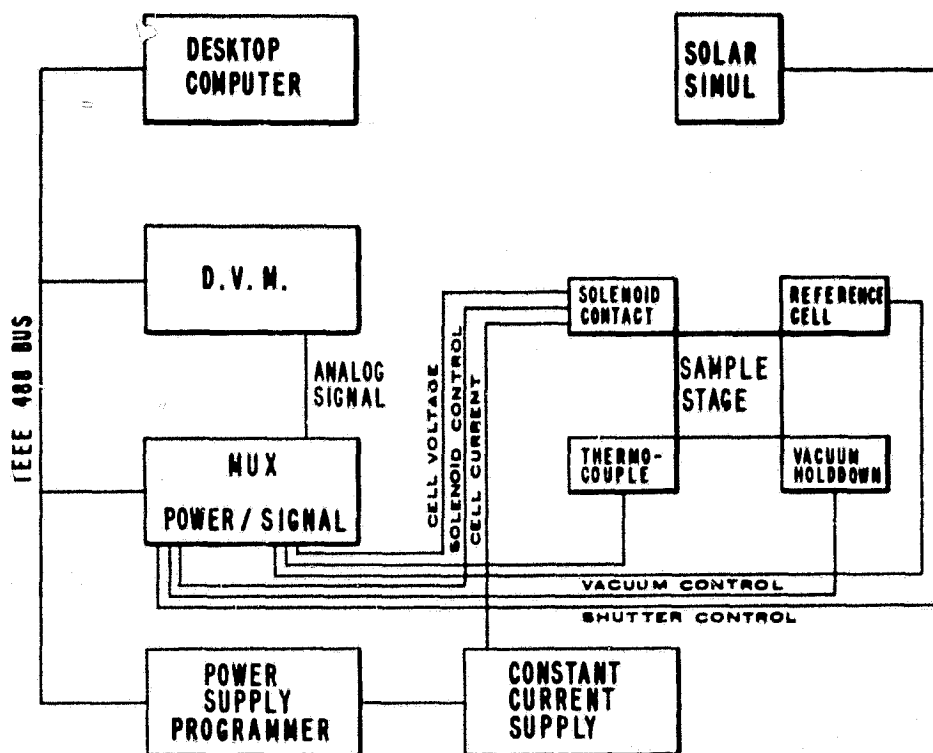 DESKTOP
COMPUTER
SOLAR
SIMUL
D.V.M.
SOLENOID
CONTACT
REFERENCE
CELL
IEEE 488 BUS
ANALOG
SIGNAL
CELL VOLTAGE
SOLENOID CONTROL
CELL CURRENT
SAMPLE
STAGE
MUX
POWER / SIGNAL
THERMO-
COUPLE
VACUUM
HOLDDOWN
VACUUM CONTROL
SHUTTER CONTROL
POWER
SUPPLY
PROGRAMMER
CONSTANT
CURRENT
SUPPLY